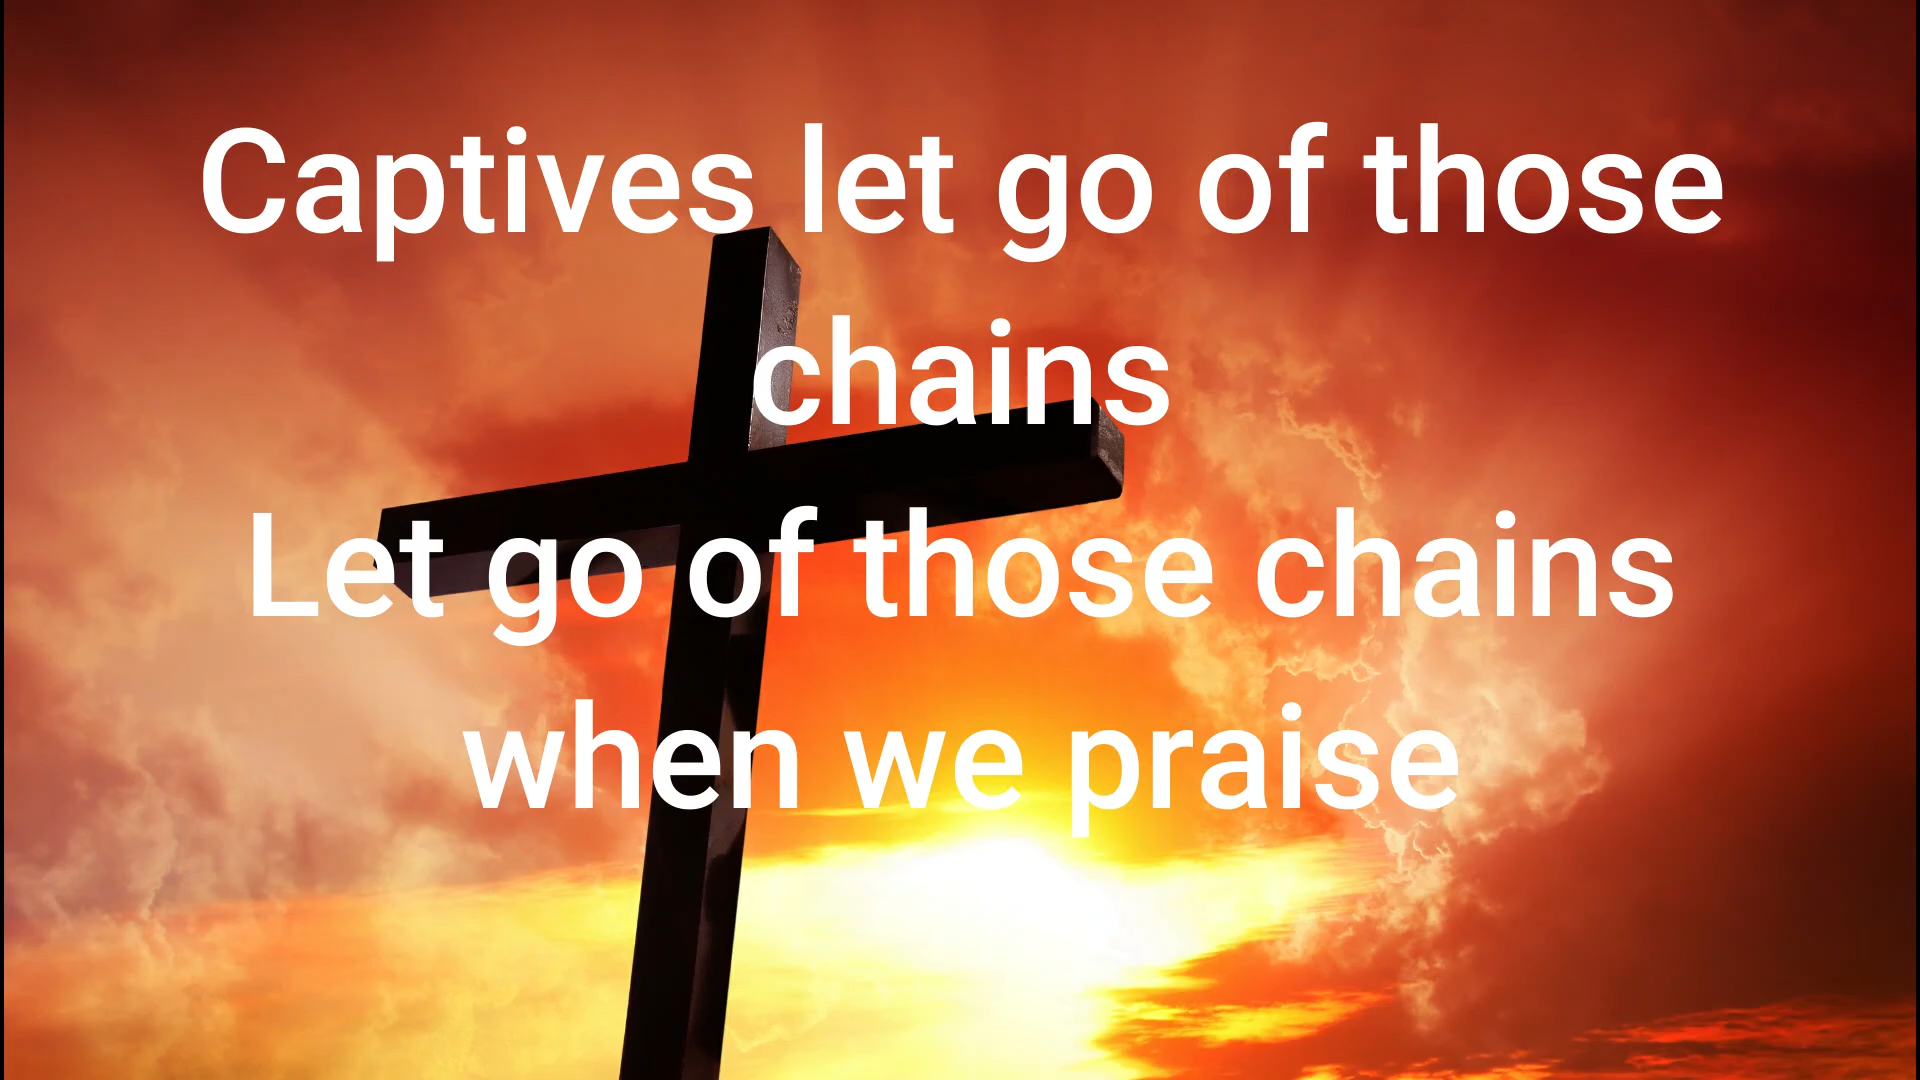 Captives let go of those
chains
Let go of those chains
when we praise